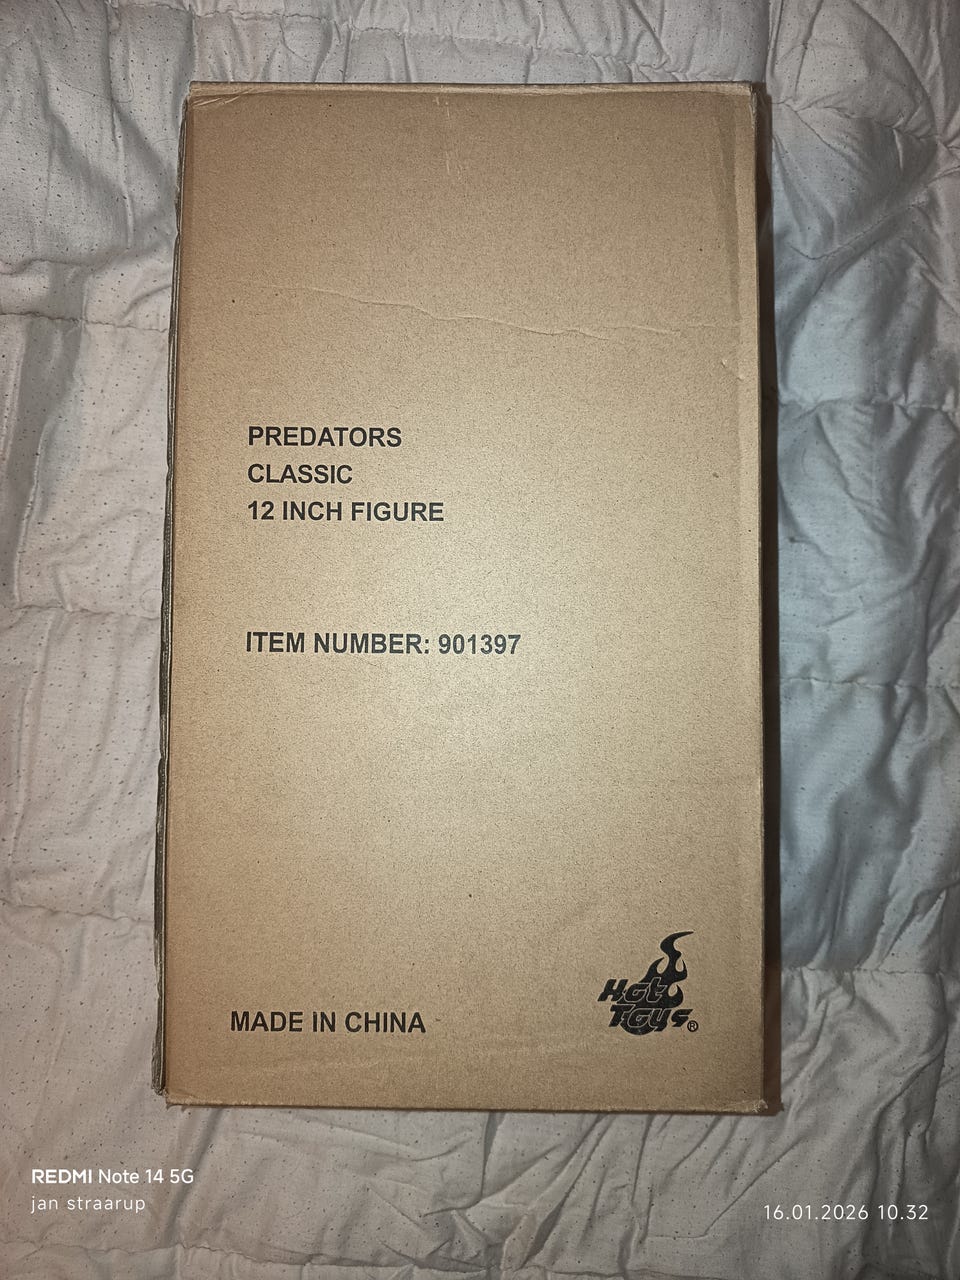 PREDATORS
CLASSIC
12 INCH FIGURE
ITEM NUMBER: 901397
MADE IN CHINA
Hot
Toys®
REDMI Note 14 5G
jan straarup
16.01.2026 10.32